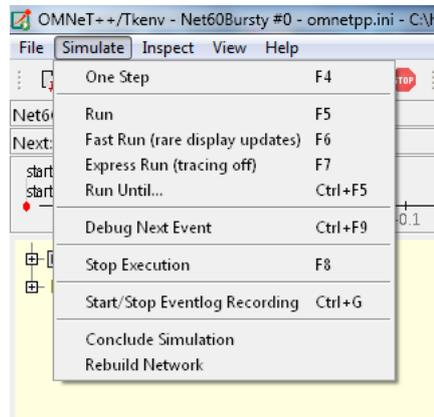 OMNeT++/Tkenv - Net60Bursty #0 - omnetpp.ini - C:\
File Simulate Inspect View Help
One Step F4
STOP
Run F5
Fast Run (rare display updates) F6
Express Run (tracing off) F7
Run Until... Ctrl+F5
Debug Next Event Ctrl+F9
Stop Execution F8
Start/Stop Eventlog Recording Ctrl+G
Conclude Simulation
Rebuild Network
Net6
Next:
start
start
0.1